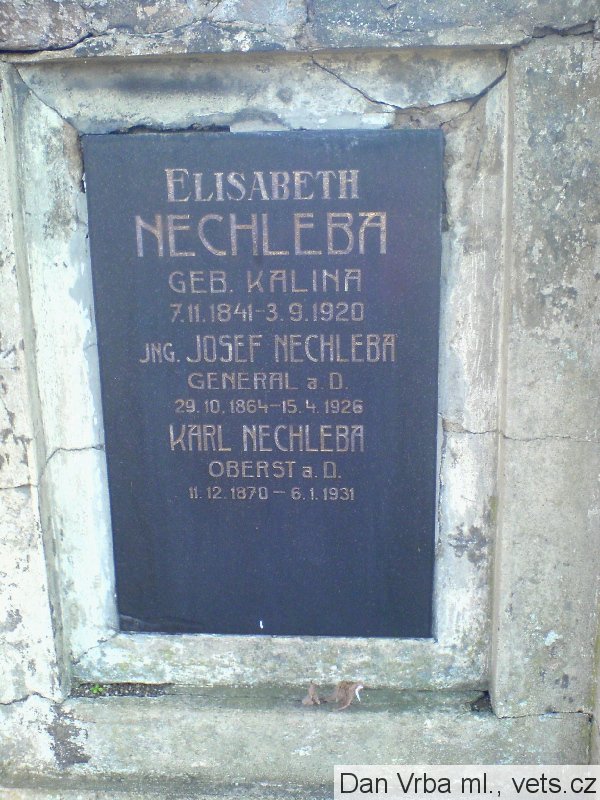 ELISABETH
NECHLEBA
GEB. KALINA
7.11.1841-3.9.1920
JNG. JOSEF NECHLEBA
GENERAL a. D.
29.10.1864-15.4.1926
KARL NECHLEBA
OBERST a. D.
11.12.1870 - 6.1.1931
Dan Vrba ml., vets.cz